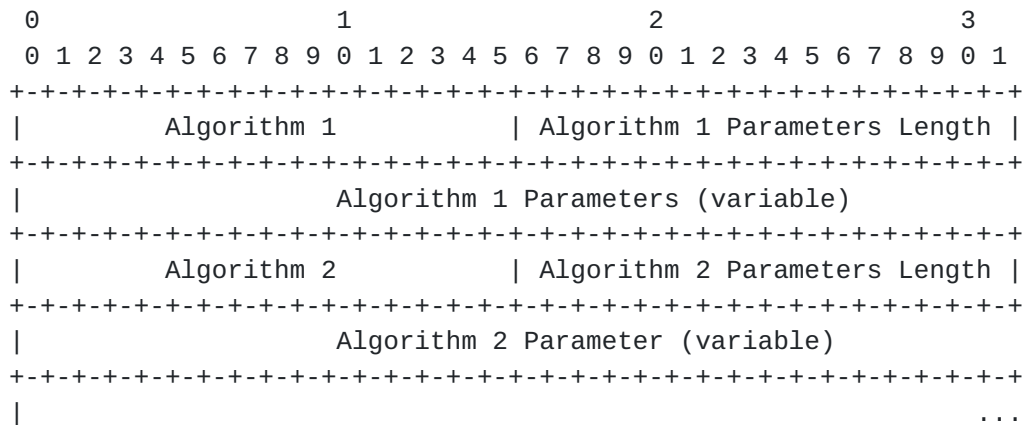 0                   1                   2                   3
 0 1 2 3 4 5 6 7 8 9 0 1 2 3 4 5 6 7 8 9 0 1 2 3 4 5 6 7 8 9 0 1
+-+-+-+-+-+-+-+-+-+-+-+-+-+-+-+-+-+-+-+-+-+-+-+-+-+-+-+-+-+-+-+-+
|         Algorithm 1           | Algorithm 1 Parameters Length |
+-+-+-+-+-+-+-+-+-+-+-+-+-+-+-+-+-+-+-+-+-+-+-+-+-+-+-+-+-+-+-+-+
|                    Algorithm 1 Parameters (variable)
+-+-+-+-+-+-+-+-+-+-+-+-+-+-+-+-+-+-+-+-+-+-+-+-+-+-+-+-+-+-+-+-+
|         Algorithm 2           | Algorithm 2 Parameters Length |
+-+-+-+-+-+-+-+-+-+-+-+-+-+-+-+-+-+-+-+-+-+-+-+-+-+-+-+-+-+-+-+-+
|                    Algorithm 2 Parameter (variable)
+-+-+-+-+-+-+-+-+-+-+-+-+-+-+-+-+-+-+-+-+-+-+-+-+-+-+-+-+-+-+-+-+
|                                                             ...